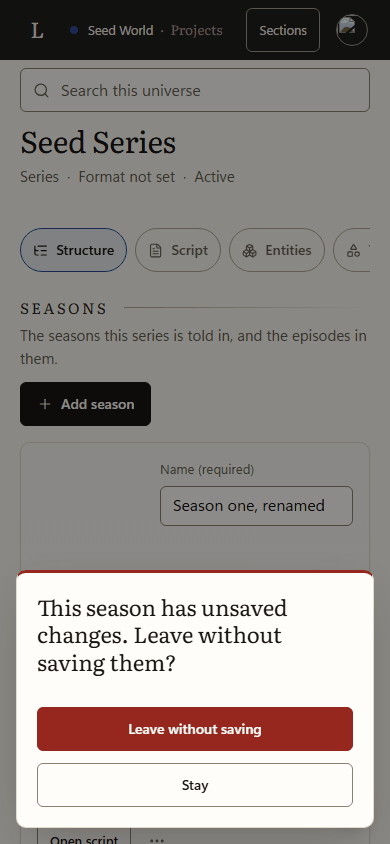 L
Seed World · Projects
Sections
Search this universe
Seed Series
Series · Format not set · Active
Structure
Script
Entities
SEASONS
The seasons this series is told in, and the episodes in
them.
Add season
Name (required)
Season one, renamed
This season has unsaved
changes. Leave without
saving them?
Leave without saving
Stay
Open script